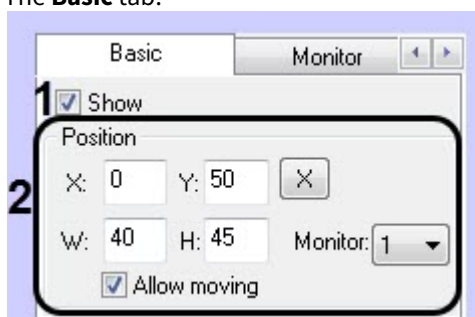 The Basic tab:
Basic Monitor
1 Show
Position
2
X: 0 Y: 50 X
W: 40 H: 45 Monitor: 1
Allow moving